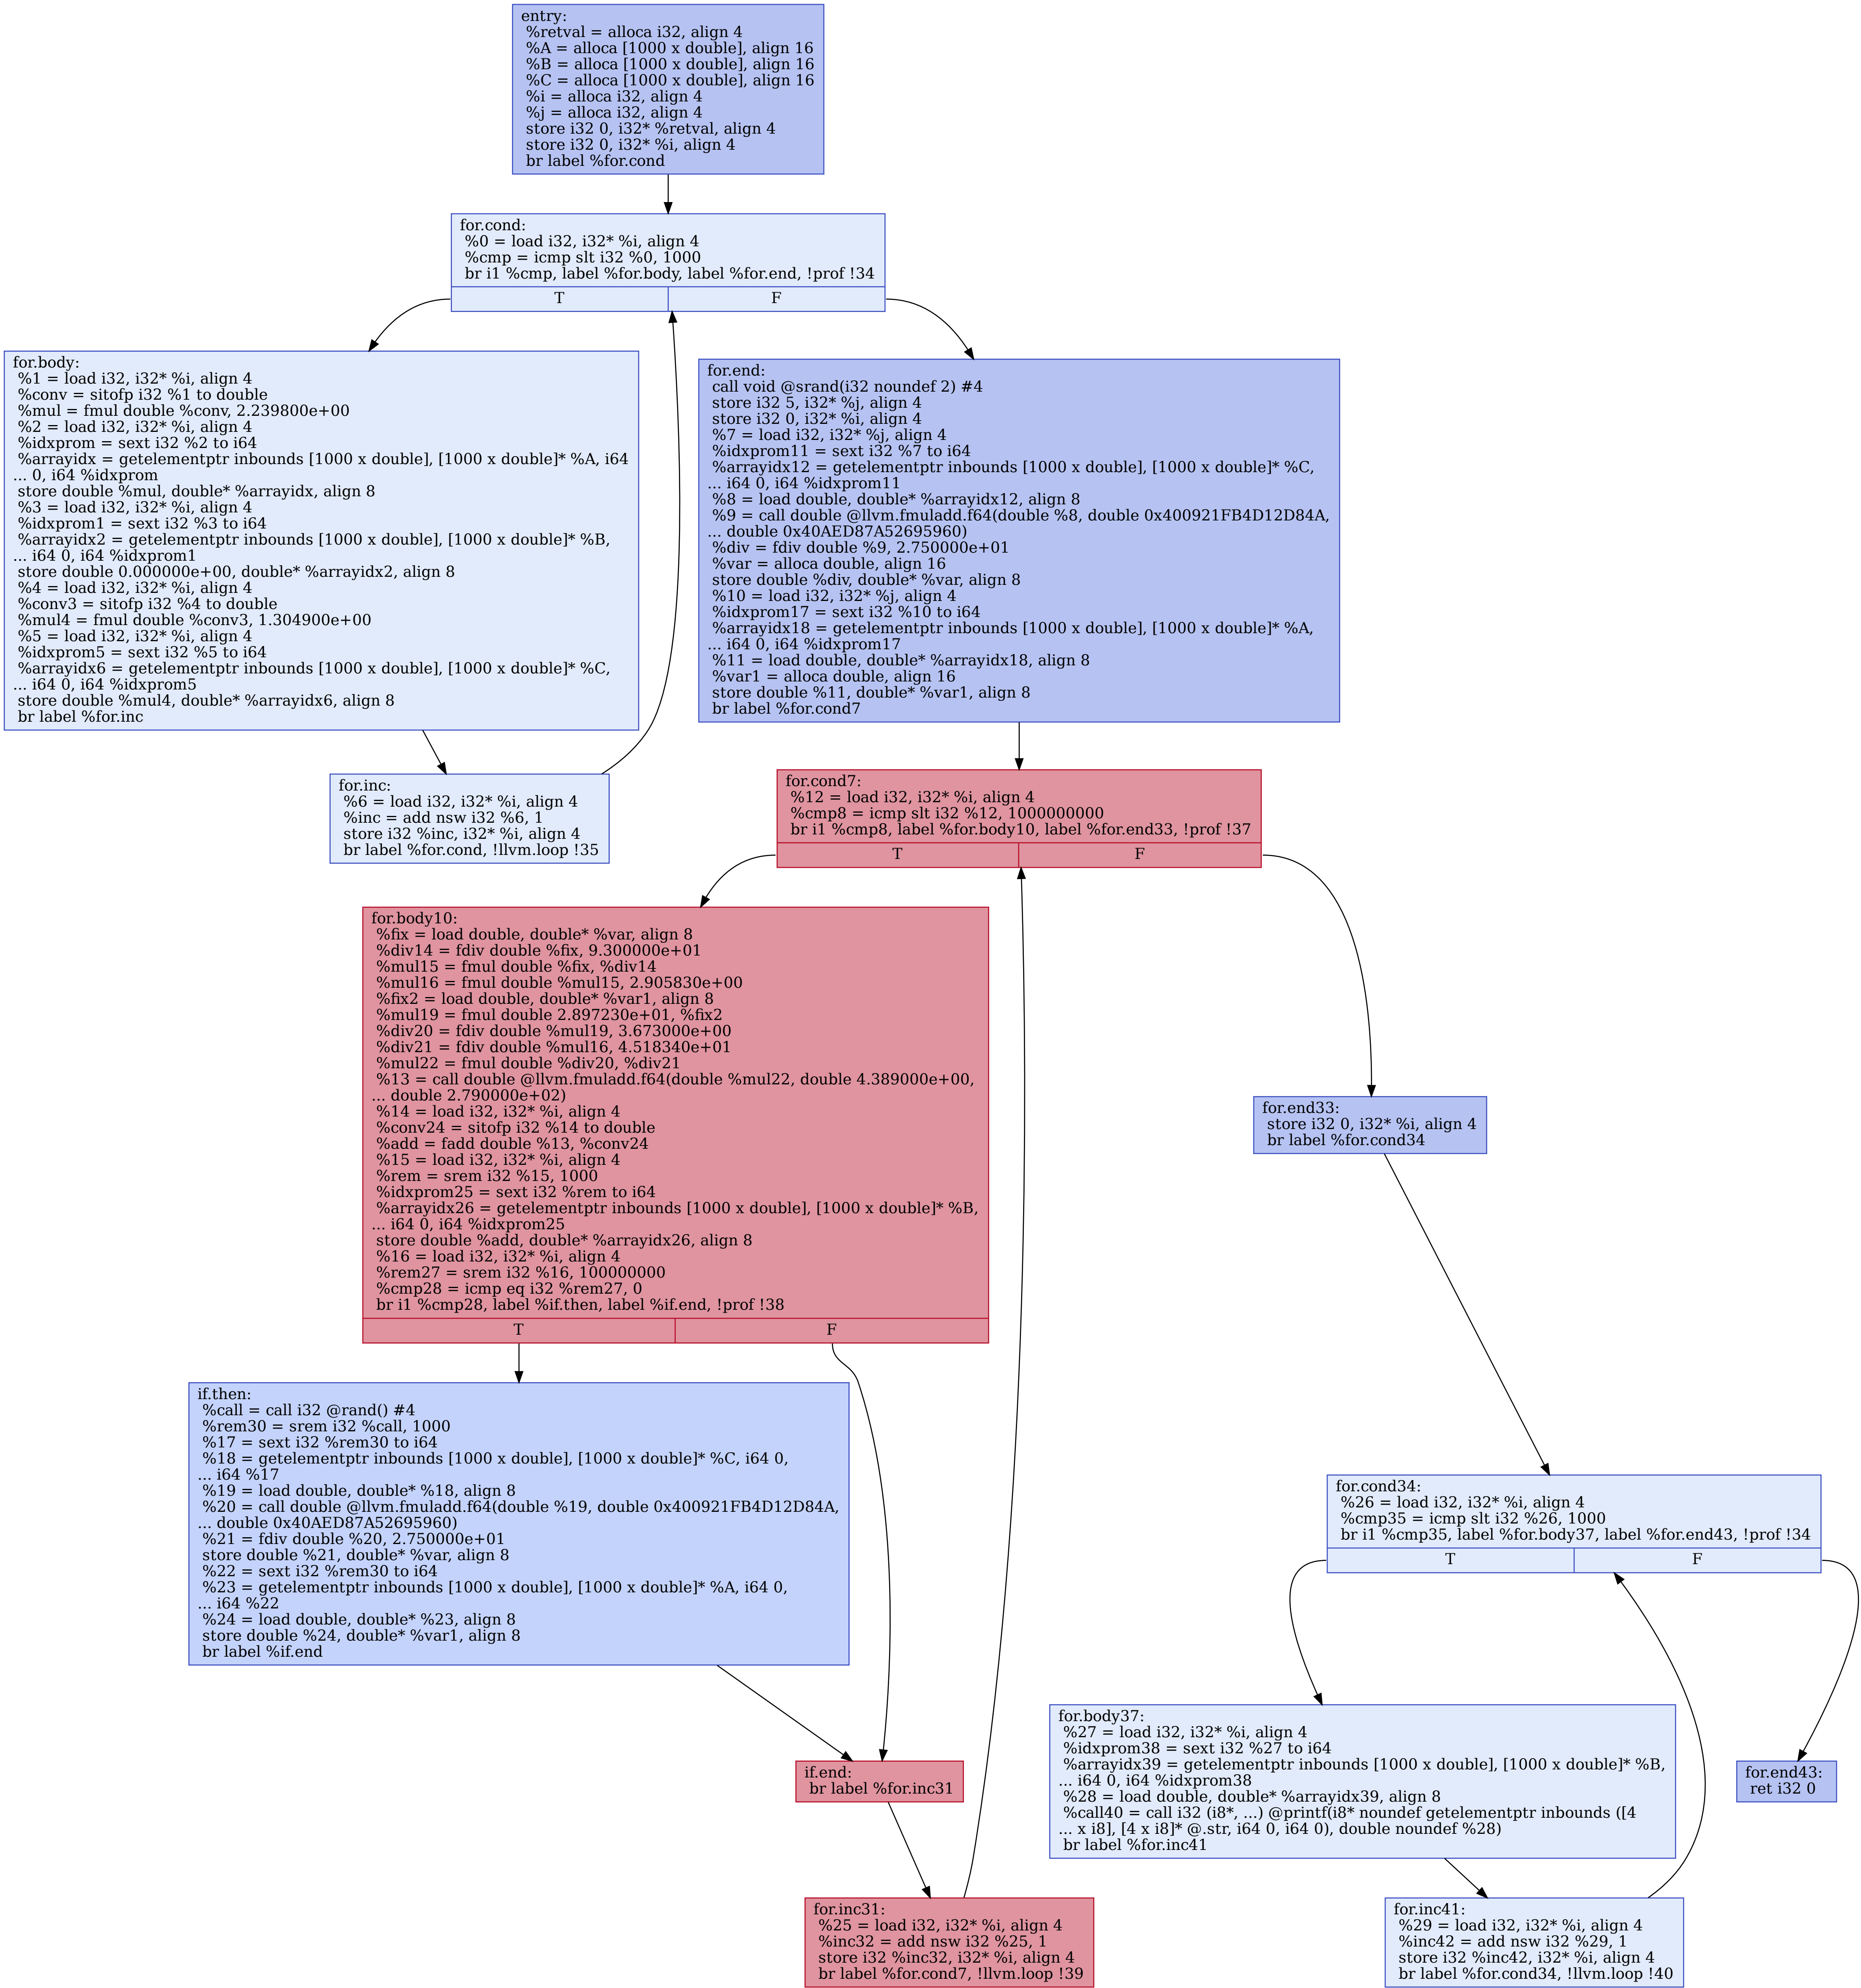 entry:
%retval = alloca i32, align 4
%A = alloca [1000 x double], align 16
%B = alloca [1000 x double], align 16
%C = alloca [1000 x double], align 16
%i = alloca i32, align 4
%j = alloca i32, align 4
store i32 0, i32* %retval, align 4
store i32 0, i32* %i, align 4
br label %for.cond
for.cond:
%0 = load i32, i32* %i, align 4
%cmp = icmp slt i32 %0, 1000
br i1 %cmp, label %for.body, label %for.end, !prof !34
T F
for.body:
%1 = load i32, i32* %i, align 4
%conv = sitofp i32 %1 to double
%mul = fmul double %conv, 2.239800e+00
%2 = load i32, i32* %i, align 4
%idxprom = sext i32 %2 to i64
%arrayidx = getelementptr inbounds [1000 x double], [1000 x double]* %A, i64
... 0, i64 %idxprom
store double %mul, double* %arrayidx, align 8
%3 = load i32, i32* %i, align 4
%idxprom1 = sext i32 %3 to i64
%arrayidx2 = getelementptr inbounds [1000 x double], [1000 x double]* %B,
... i64 0, i64 %idxprom1
store double 0.000000e+00, double* %arrayidx2, align 8
%4 = load i32, i32* %i, align 4
%conv3 = sitofp i32 %4 to double
%mul4 = fmul double %conv3, 1.304900e+00
%5 = load i32, i32* %i, align 4
%idxprom5 = sext i32 %5 to i64
%arrayidx6 = getelementptr inbounds [1000 x double], [1000 x double]* %C,
... i64 0, i64 %idxprom5
store double %mul4, double* %arrayidx6, align 8
br label %for.inc
for.end:
call void @srand(i32 noundef 2) #4
store i32 5, i32* %j, align 4
store i32 0, i32* %i, align 4
%7 = load i32, i32* %j, align 4
%idxprom11 = sext i32 %7 to i64
%arrayidx12 = getelementptr inbounds [1000 x double], [1000 x double]* %C,
... i64 0, i64 %idxprom11
%8 = load double, double* %arrayidx12, align 8
%9 = call double @llvm.fmuladd.f64(double %8, double 0x400921FB4D12D84A,
... double 0x40AED87A52695960)
%div = fdiv double %9, 2.750000e+01
%var = alloca double, align 16
store double %div, double* %var, align 8
%10 = load i32, i32* %j, align 4
%idxprom17 = sext i32 %10 to i64
%arrayidx18 = getelementptr inbounds [1000 x double], [1000 x double]* %A,
... i64 0, i64 %idxprom17
%11 = load double, double* %arrayidx18, align 8
%var1 = alloca double, align 16
store double %11, double* %var1, align 8
br label %for.cond7
for.inc:
%6 = load i32, i32* %i, align 4
%inc = add nsw i32 %6, 1
store i32 %inc, i32* %i, align 4
br label %for.cond, !llvm.loop !35
for.cond7:
%12 = load i32, i32* %i, align 4
%cmp8 = icmp slt i32 %12, 1000000000
br i1 %cmp8, label %for.body10, label %for.end33, !prof !37
T F
for.body10:
%fix = load double, double* %var, align 8
%div14 = fdiv double %fix, 9.300000e+01
%mul15 = fmul double %fix, %div14
%mul16 = fmul double %mul15, 2.905830e+00
%fix2 = load double, double* %var1, align 8
%mul19 = fmul double 2.897230e+01, %fix2
%div20 = fdiv double %mul19, 3.673000e+00
%div21 = fdiv double %mul16, 4.518340e+01
%mul22 = fmul double %div20, %div21
%13 = call double @llvm.fmuladd.f64(double %mul22, double 4.389000e+00,
... double 2.790000e+02)
%14 = load i32, i32* %i, align 4
%conv24 = sitofp i32 %14 to double
%add = fadd double %13, %conv24
%15 = load i32, i32* %i, align 4
%rem = srem i32 %15, 1000
%idxprom25 = sext i32 %rem to i64
%arrayidx26 = getelementptr inbounds [1000 x double], [1000 x double]* %B,
... i64 0, i64 %idxprom25
store double %add, double* %arrayidx26, align 8
%16 = load i32, i32* %i, align 4
%rem27 = srem i32 %16, 100000000
%cmp28 = icmp eq i32 %rem27, 0
br i1 %cmp28, label %if.then, label %if.end, !prof !38
T F
for.end33:
store i32 0, i32* %i, align 4
br label %for.cond34
if.then:
%call = call i32 @rand() #4
%rem30 = srem i32 %call, 1000
%17 = sext i32 %rem30 to i64
%18 = getelementptr inbounds [1000 x double], [1000 x double]* %C, i64 0,
... i64 %17
%19 = load double, double* %18, align 8
%20 = call double @llvm.fmuladd.f64(double %19, double 0x400921FB4D12D84A,
... double 0x40AED87A52695960)
%21 = fdiv double %20, 2.750000e+01
store double %21, double* %var, align 8
%22 = sext i32 %rem30 to i64
%23 = getelementptr inbounds [1000 x double], [1000 x double]* %A, i64 0,
... i64 %22
%24 = load double, double* %23, align 8
store double %24, double* %var1, align 8
br label %if.end
for.cond34:
%26 = load i32, i32* %i, align 4
%cmp35 = icmp slt i32 %26, 1000
br i1 %cmp35, label %for.body37, label %for.end43, !prof !34
T F
if.end:
br label %for.inc31
for.body37:
%27 = load i32, i32* %i, align 4
%idxprom38 = sext i32 %27 to i64
%arrayidx39 = getelementptr inbounds [1000 x double], [1000 x double]* %B,
... i64 0, i64 %idxprom38
%28 = load double, double* %arrayidx39, align 8
%call40 = call i32 (i8*, ...) @printf(i8* noundef getelementptr inbounds ([4
... x i8], [4 x i8]* @.str, i64 0, i64 0), double noundef %28)
br label %for.inc41
for.end43:
ret i32 0
for.inc31:
%25 = load i32, i32* %i, align 4
%inc32 = add nsw i32 %25, 1
store i32 %inc32, i32* %i, align 4
br label %for.cond7, !llvm.loop !39
for.inc41:
%29 = load i32, i32* %i, align 4
%inc42 = add nsw i32 %29, 1
store i32 %inc42, i32* %i, align 4
br label %for.cond34, !llvm.loop !40